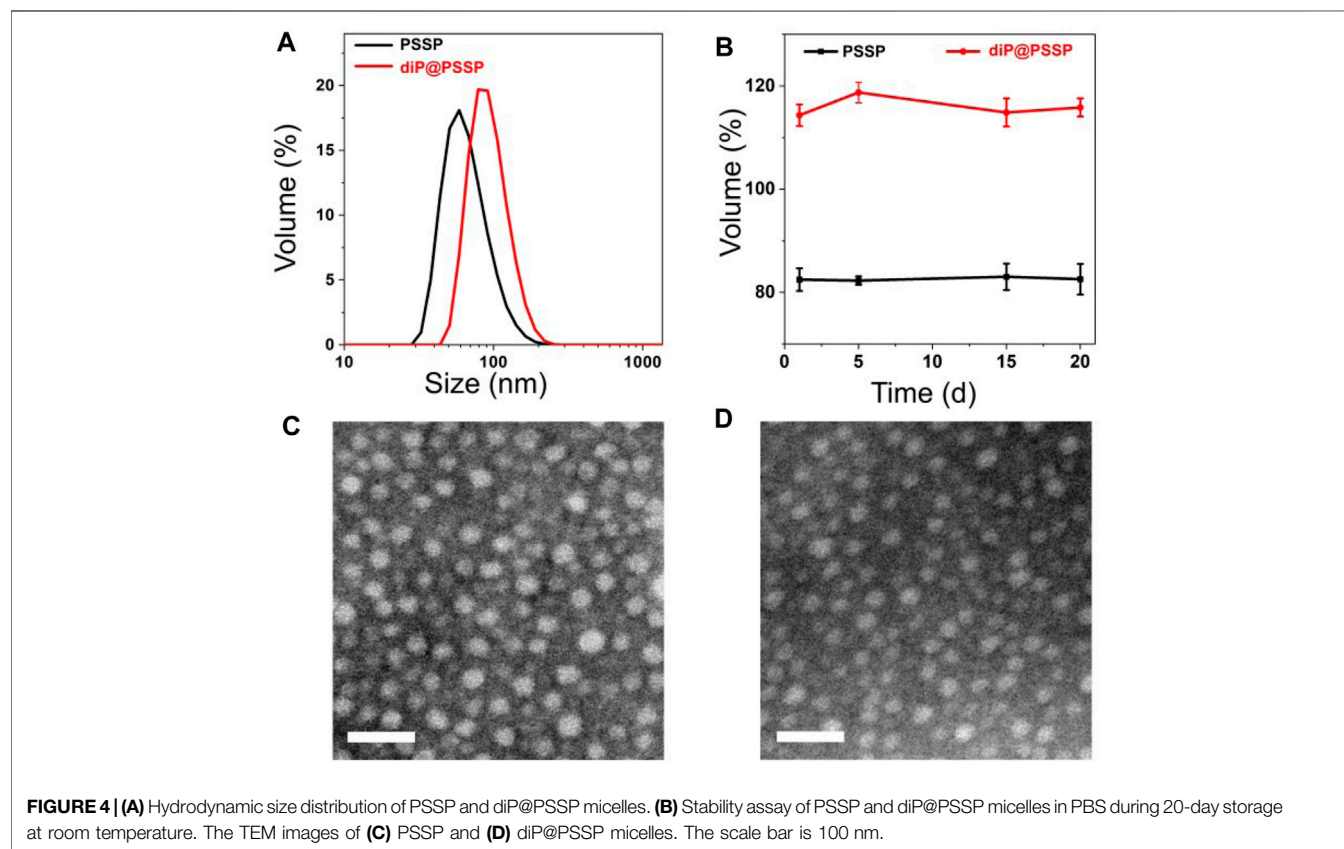 A
PSSP
diP@PSSP
20
15
10
5
0
Volume (%)
10
100
1000
Size (nm)
B
PSSP
diP@PSSP
120
100
80
Volume (%)
0
5
10
15
20
Time (d)
C
D
FIGURE 4 | (A) Hydrodynamic size distribution of PSSP and diP@PSSP micelles. (B) Stability assay of PSSP and diP@PSSP micelles in PBS during 20-day storage
at room temperature. The TEM images of (C) PSSP and (D) diP@PSSP micelles. The scale bar is 100 nm.